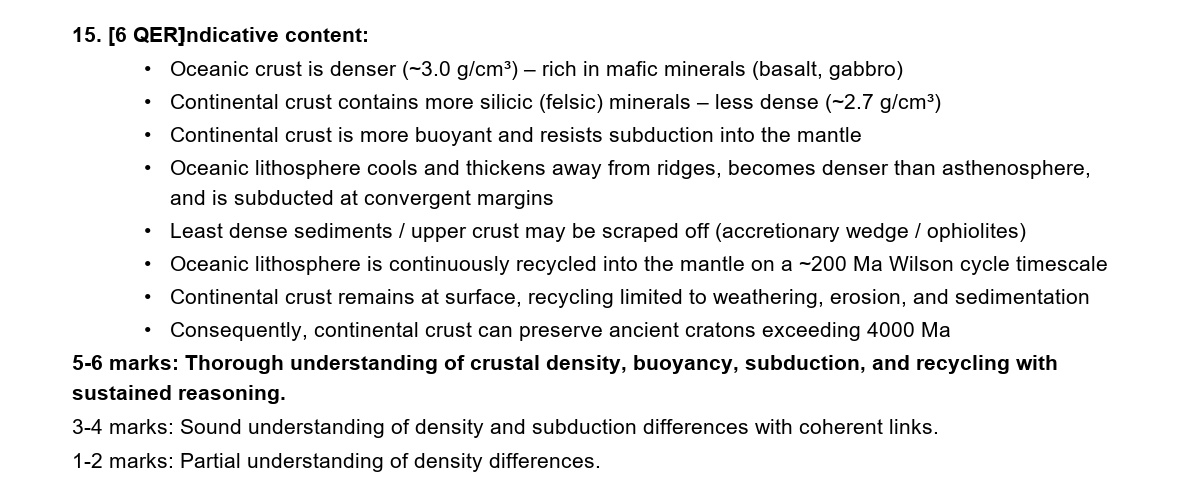 15. [6 QER]ndicative content:
• Oceanic crust is denser (~3.0 g/cm³) – rich in mafic minerals (basalt, gabbro)
• Continental crust contains more silicic (felsic) minerals – less dense (~2.7 g/cm³)
• Continental crust is more buoyant and resists subduction into the mantle
• Oceanic lithosphere cools and thickens away from ridges, becomes denser than asthenosphere,
and is subducted at convergent margins
• Least dense sediments / upper crust may be scraped off (accretionary wedge / ophiolites)
• Oceanic lithosphere is continuously recycled into the mantle on a ~200 Ma Wilson cycle timescale
• Continental crust remains at surface, recycling limited to weathering, erosion, and sedimentation
• Consequently, continental crust can preserve ancient cratons exceeding 4000 Ma
5-6 marks: Thorough understanding of crustal density, buoyancy, subduction, and recycling with
sustained reasoning.
3-4 marks: Sound understanding of density and subduction differences with coherent links.
1-2 marks: Partial understanding of density differences.